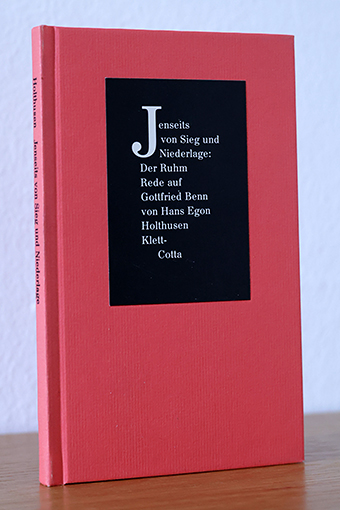 Holthusen Jenseits von Sieg und Niederlage
Jenseits
von Sieg und
Niederlage:
Der Ruhm
Rede auf
Gottfried Benn
von Hans Egon
Holthusen
Klett-
Cotta